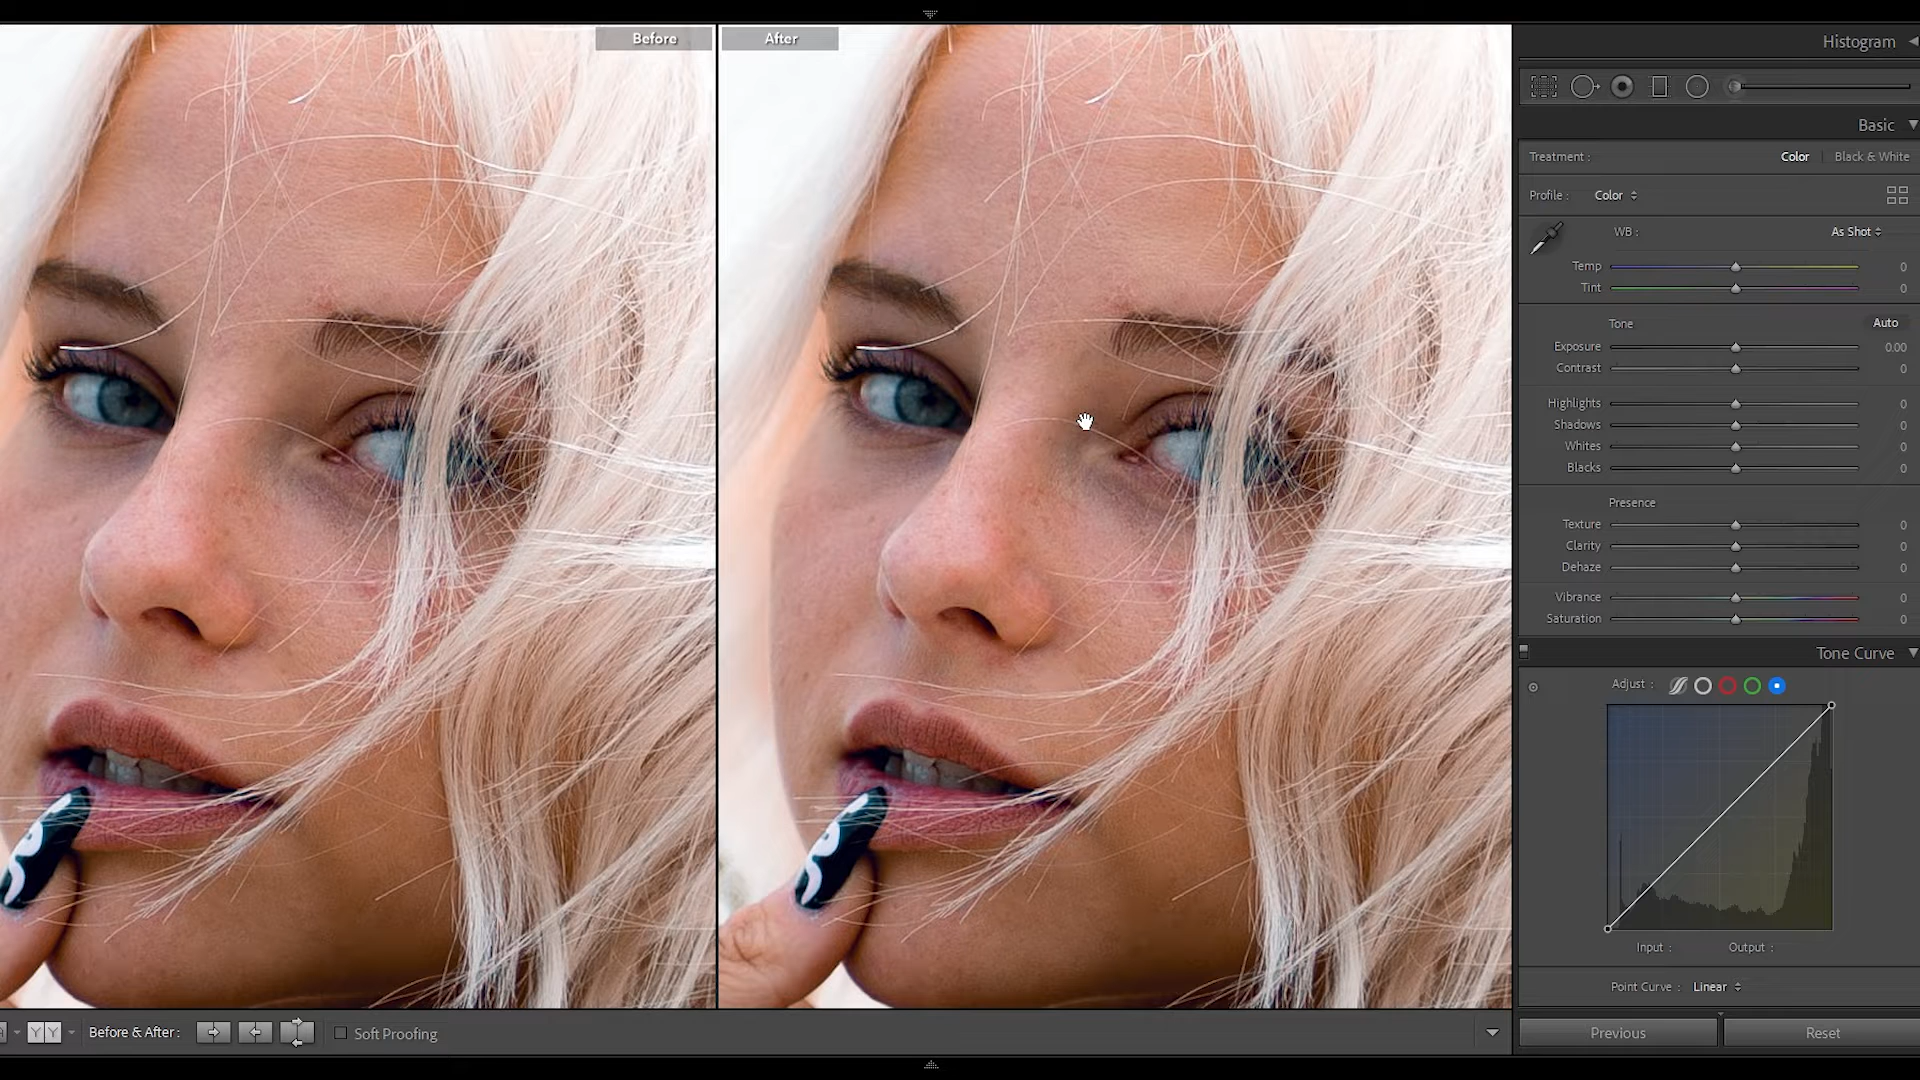 Before
After
Histogram
Basic
Treatment :
Color
Black & White
Profile :
Color
WB :
As Shot
Temp
0
Tint
0
Tone
Auto
Exposure
0.00
Contrast
0
Highlights
0
Shadows
0
Whites
0
Blacks
0
Presence
Texture
0
Clarity
0
Dehaze
0
Vibrance
0
Saturation
0
Tone Curve
Adjust :
Input :
Output :
Point Curve :
Linear
Y Y
Before & After :
Soft Proofing
Previous
Reset